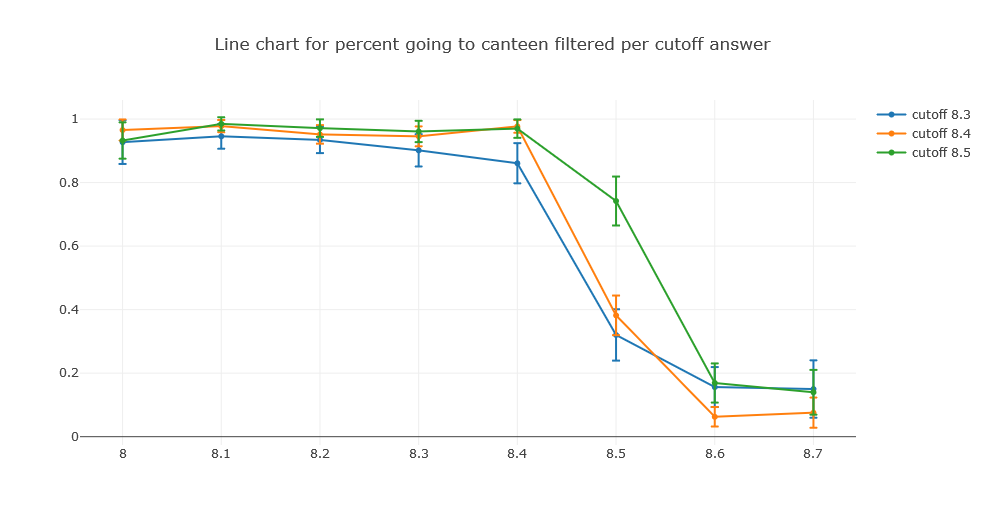 Line chart for percent going to canteen filtered per cutoff answer
cutoff 8.3
cutoff 8.4
cutoff 8.5
1
0.8
0.6
0.4
0.2
0
8 8.1 8.2 8.3 8.4 8.5 8.6 8.7